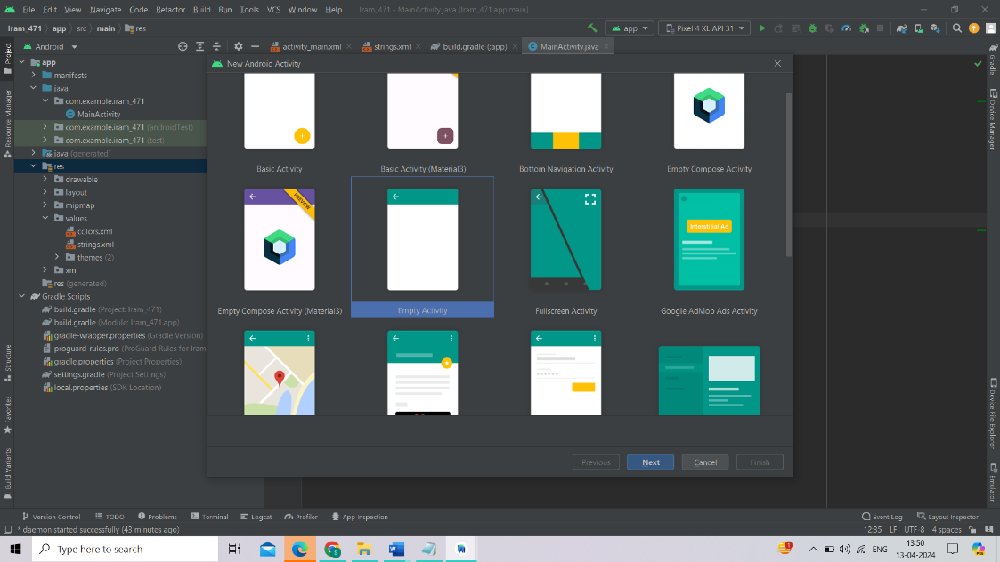 File Edit View Navigate Code Refactor Build Run Tools VCS Window Help Iram_471 - MainActivity.java [Iram_471.app.main]
Iram_471 app src main res app Pixel 4 XL API 31
Project Android activity_main.xml strings.xml build.gradle (:app) MainActivity.java Gradle
New Android Activity
app
manifests
java
com.example.iram_471
MainActivity
com.example.iram_471 (androidTest)
com.example.iram_471 (test)
java (generated)
res
drawable
layout
mipmap
values
colors.xml
strings.xml
themes (2)
xml
res (generated)
Gradle Scripts
build.gradle (Project: Iram_471)
build.gradle (Module: Iram_471.app)
gradle-wrapper.properties (Gradle Version)
proguard-rules.pro (ProGuard Rules for Iram
gradle.properties (Project Properties)
settings.gradle (Project Settings)
local.properties (SDK Location)
Resource Manager
Structure
Favorites
Build Variants
Basic Activity Basic Activity (Material3) Bottom Navigation Activity Empty Compose Activity
PREVIEW
Interstitial Ad
Empty Compose Activity (Material3) Empty Activity Fullscreen Activity Google AdMob Ads Activity
Previous Next Cancel Finish
Device Manager
Device File Explorer
Emulator
Version Control TODO Problems Terminal Logcat Profiler App Inspection Event Log Layout Inspector
* daemon started successfully (43 minutes ago) 12:35 LF UTF-8 4 spaces
Type here to search 1 ENG 13:50
13-04-2024